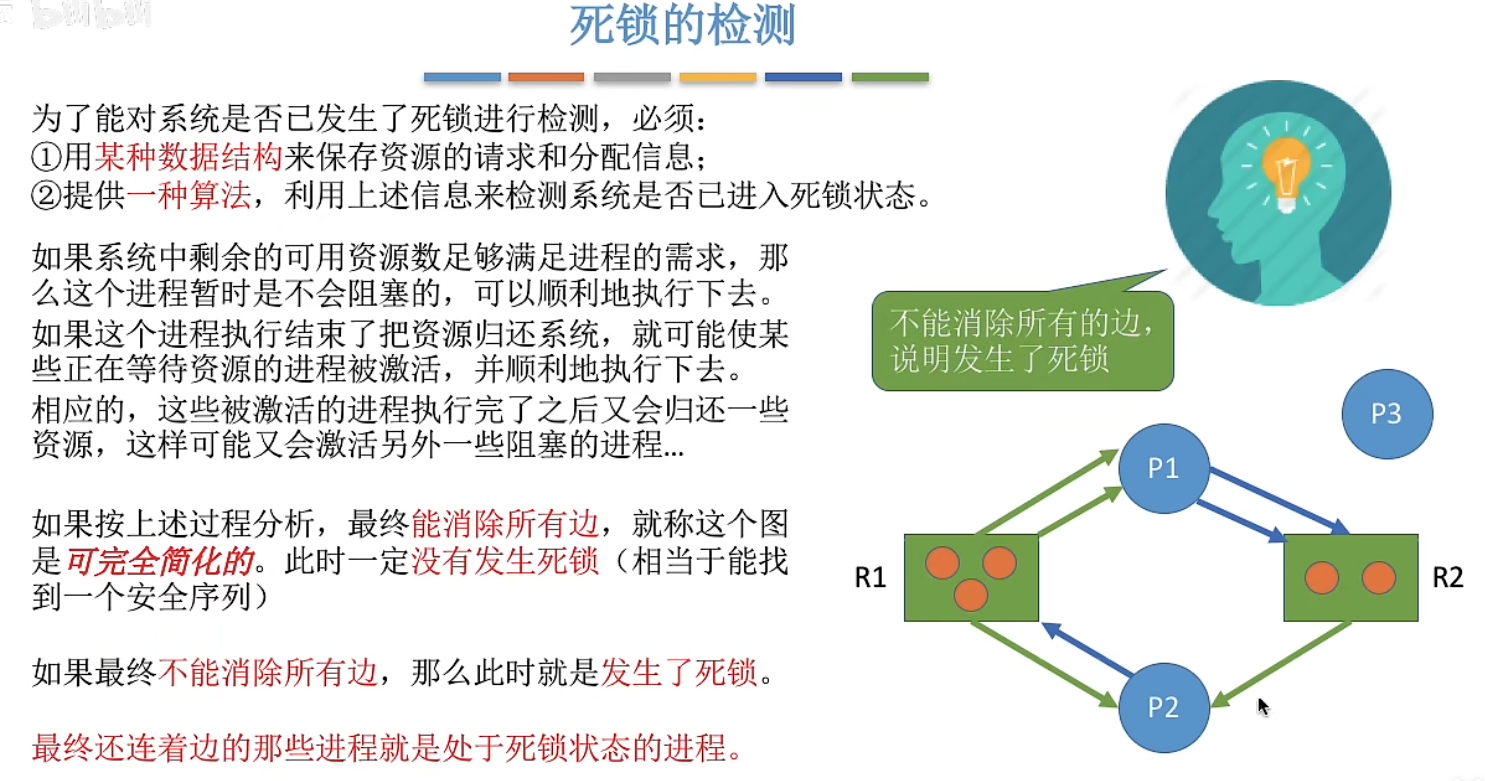 死锁的检测
为了能对系统是否已发生了死锁进行检测，必须：
①用某种数据结构来保存资源的请求和分配信息；
②提供一种算法，利用上述信息来检测系统是否已进入死锁状态。
如果系统中剩余的可用资源数足够满足进程的需求，那
么这个进程暂时是不会阻塞的，可以顺利地执行下去。
如果这个进程执行结束了把资源归还系统，就可能使某
些正在等待资源的进程被激活，并顺利地执行下去。
相应的，这些被激活的进程执行完了之后又会归还一些
资源，这样可能又会激活另外一些阻塞的进程...
如果按上述过程分析，最终能消除所有边，就称这个图
是可完全简化的。此时一定没有发生死锁（相当于能找
到一个安全序列）
如果最终不能消除所有边，那么此时就是发生了死锁。
最终还连着边的那些进程就是处于死锁状态的进程。
不能消除所有的边，
说明发生了死锁
P3
P1
R1
R2
P2